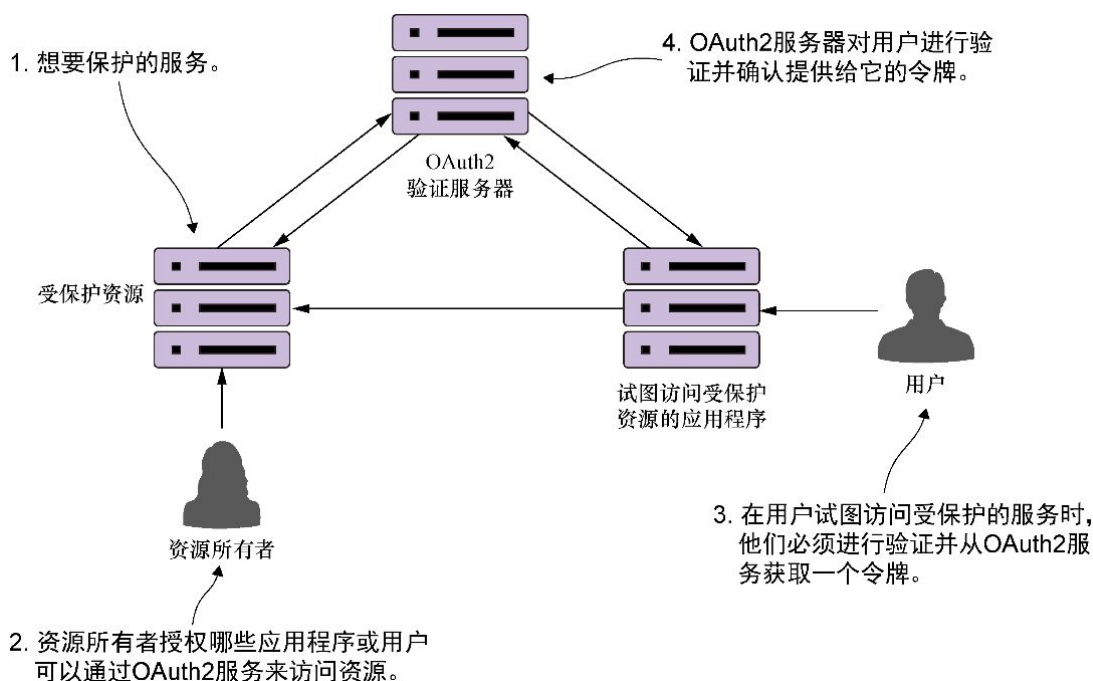 1. 想要保护的服务。
4. OAuth2服务器对用户进行验
证并确认提供给它的令牌。
OAuth2
验证服务器
受保护资源
试图访问受保护
资源的应用程序
用户
资源所有者
3. 在用户试图访问受保护的服务时,
他们必须进行验证并从OAuth2服
务获取一个令牌。
2. 资源所有者授权哪些应用程序或用户
可以通过OAuth2服务来访问资源。